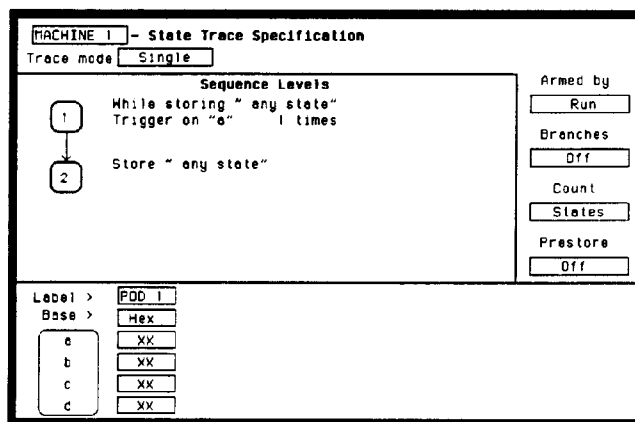 MACHINE 1 - State Trace Specification
Trace mode Single
Sequence Levels
1
While storing " any state"
Trigger on "a" 1 times
2
Store " any state"
Armed by
Run
Branches
Off
Count
States
Prestore
Off
Label > POD 1
Base > Hex
a XX
b XX
c XX
d XX